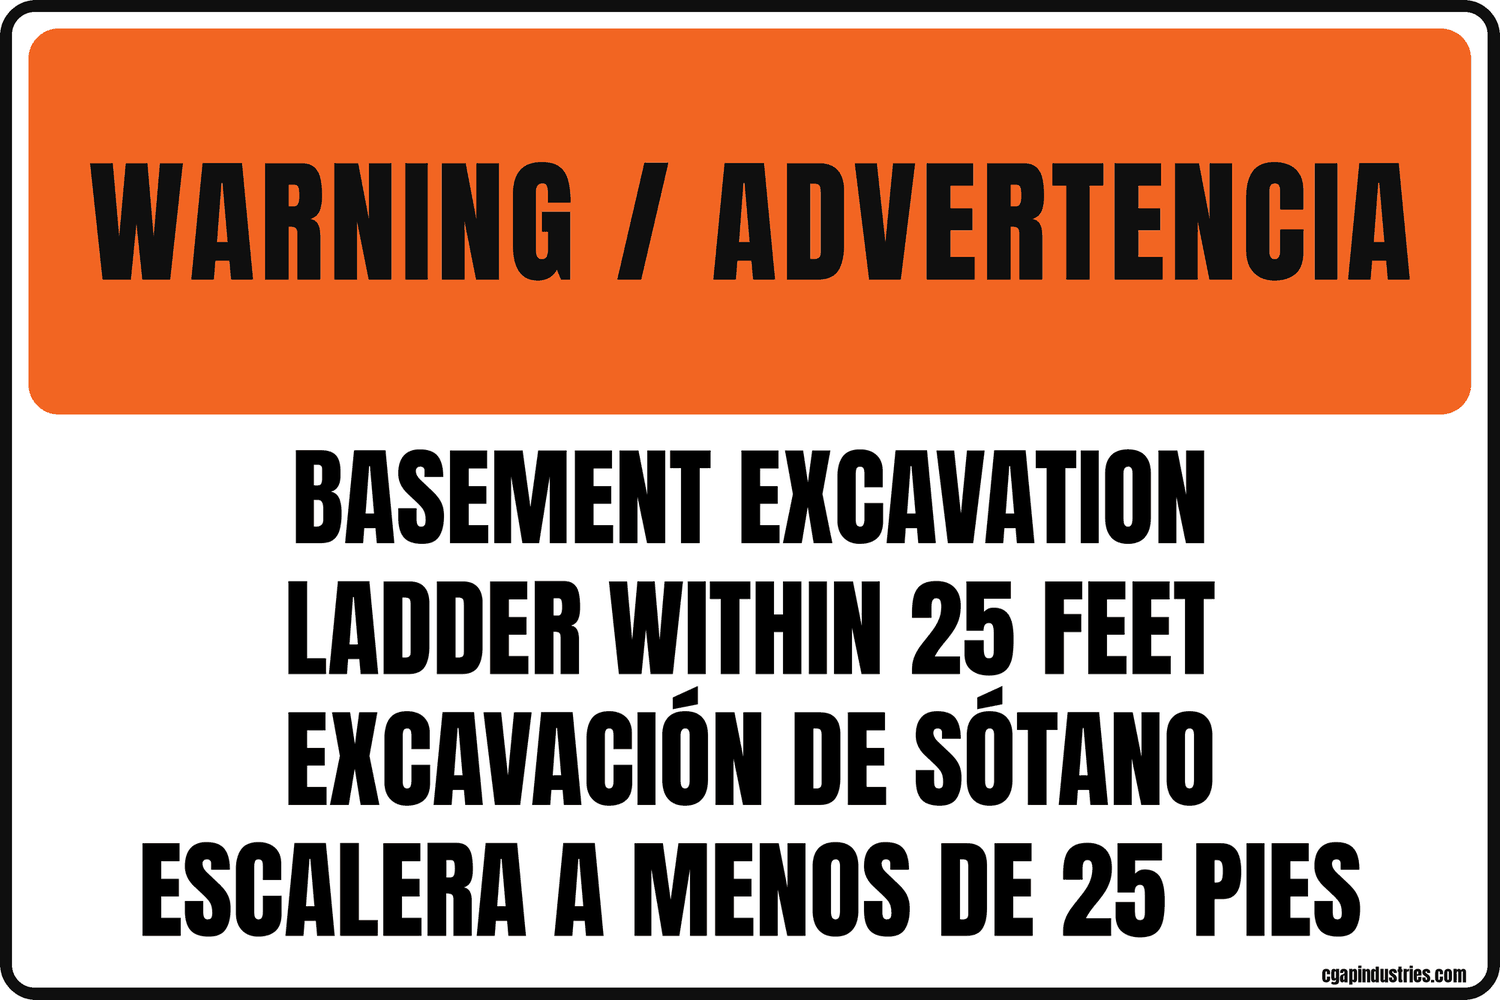 WARNING / ADVERTENCIA
BASEMENT EXCAVATION
LADDER WITHIN 25 FEET
EXCAVACIÓN DE SÓTANO
ESCALERA A MENOS DE 25 PIES
cgapindustries.com